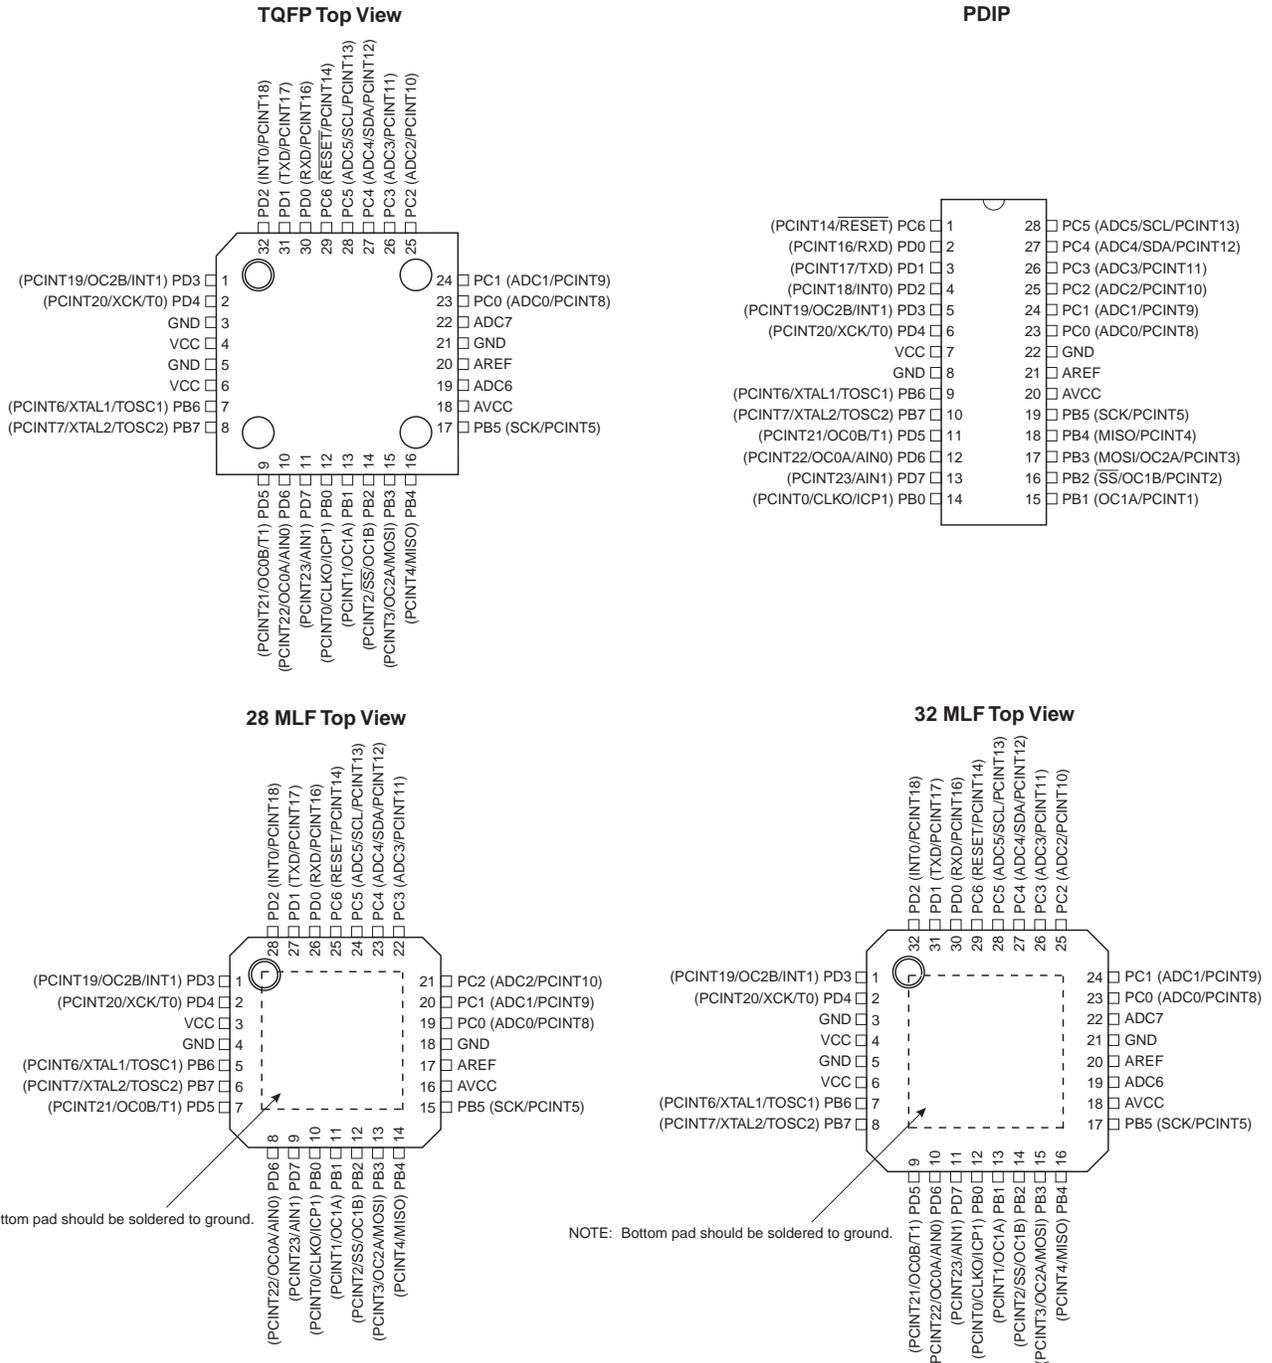 TQFP Top View
PD2 (INT0/PCINT18)
PD1 (TXD/PCINT17)
PD0 (RXD/PCINT16)
PC6 (RESET/PCINT14)
PC5 (ADC5/SCL/PCINT13)
PC4 (ADC4/SDA/PCINT12)
PC3 (ADC3/PCINT11)
PC2 (ADC2/PCINT10)
32
31
30
29
28
27
26
25
(PCINT19/OC2B/INT1) PD3 1
(PCINT20/XCK/T0) PD4 2
GND 3
VCC 4
GND 5
VCC 6
(PCINT6/XTAL1/TOSC1) PB6 7
(PCINT7/XTAL2/TOSC2) PB7 8
24 PC1 (ADC1/PCINT9)
23 PC0 (ADC0/PCINT8)
22 ADC7
21 GND
20 AREF
19 ADC6
18 AVCC
17 PB5 (SCK/PCINT5)
9
10
11
12
13
14
15
16
(PCINT21/OC0B/T1) PD5
(PCINT22/OC0A/AIN0) PD6
(PCINT23/AIN1) PD7
(PCINT0/CLKO/ICP1) PB0
(PCINT1/OC1A) PB1
(PCINT2/SS/OC1B) PB2
(PCINT3/OC2A/MOSI) PB3
(PCINT4/MISO) PB4
PDIP
(PCINT14/RESET) PC6 1
(PCINT16/RXD) PD0 2
(PCINT17/TXD) PD1 3
(PCINT18/INT0) PD2 4
(PCINT19/OC2B/INT1) PD3 5
(PCINT20/XCK/T0) PD4 6
VCC 7
GND 8
(PCINT6/XTAL1/TOSC1) PB6 9
(PCINT7/XTAL2/TOSC2) PB7 10
(PCINT21/OC0B/T1) PD5 11
(PCINT22/OC0A/AIN0) PD6 12
(PCINT23/AIN1) PD7 13
(PCINT0/CLKO/ICP1) PB0 14
28 PC5 (ADC5/SCL/PCINT13)
27 PC4 (ADC4/SDA/PCINT12)
26 PC3 (ADC3/PCINT11)
25 PC2 (ADC2/PCINT10)
24 PC1 (ADC1/PCINT9)
23 PC0 (ADC0/PCINT8)
22 GND
21 AREF
20 AVCC
19 PB5 (SCK/PCINT5)
18 PB4 (MISO/PCINT4)
17 PB3 (MOSI/OC2A/PCINT3)
16 PB2 (SS/OC1B/PCINT2)
15 PB1 (OC1A/PCINT1)
28 MLF Top View
PD2 (INT0/PCINT18)
PD1 (TXD/PCINT17)
PD0 (RXD/PCINT16)
PC6 (RESET/PCINT14)
PC5 (ADC5/SCL/PCINT13)
PC4 (ADC4/SDA/PCINT12)
PC3 (ADC3/PCINT11)
28
27
26
25
24
23
22
(PCINT19/OC2B/INT1) PD3 1
(PCINT20/XCK/T0) PD4 2
VCC 3
GND 4
(PCINT6/XTAL1/TOSC1) PB6 5
(PCINT7/XTAL2/TOSC2) PB7 6
(PCINT21/OC0B/T1) PD5 7
21 PC2 (ADC2/PCINT10)
20 PC1 (ADC1/PCINT9)
19 PC0 (ADC0/PCINT8)
18 GND
17 AREF
16 AVCC
15 PB5 (SCK/PCINT5)
8
9
10
11
12
13
14
(PCINT22/OC0A/AIN0) PD6
(PCINT23/AIN1) PD7
(PCINT0/CLKO/ICP1) PB0
(PCINT1/OC1A) PB1
(PCINT2/SS/OC1B) PB2
(PCINT3/OC2A/MOSI) PB3
(PCINT4/MISO) PB4
ttom pad should be soldered to ground.
32 MLF Top View
PD2 (INT0/PCINT18)
PD1 (TXD/PCINT17)
PD0 (RXD/PCINT16)
PC6 (RESET/PCINT14)
PC5 (ADC5/SCL/PCINT13)
PC4 (ADC4/SDA/PCINT12)
PC3 (ADC3/PCINT11)
PC2 (ADC2/PCINT10)
32
31
30
29
28
27
26
25
(PCINT19/OC2B/INT1) PD3 1
(PCINT20/XCK/T0) PD4 2
GND 3
VCC 4
GND 5
VCC 6
(PCINT6/XTAL1/TOSC1) PB6 7
(PCINT7/XTAL2/TOSC2) PB7 8
24 PC1 (ADC1/PCINT9)
23 PC0 (ADC0/PCINT8)
22 ADC7
21 GND
20 AREF
19 ADC6
18 AVCC
17 PB5 (SCK/PCINT5)
9
10
11
12
13
14
15
16
(PCINT21/OC0B/T1) PD5
PCINT22/OC0A/AIN0) PD6
(PCINT23/AIN1) PD7
(PCINT0/CLKO/ICP1) PB0
(PCINT1/OC1A) PB1
(PCINT2/SS/OC1B) PB2
(PCINT3/OC2A/MOSI) PB3
(PCINT4/MISO) PB4
NOTE: Bottom pad should be soldered to ground.